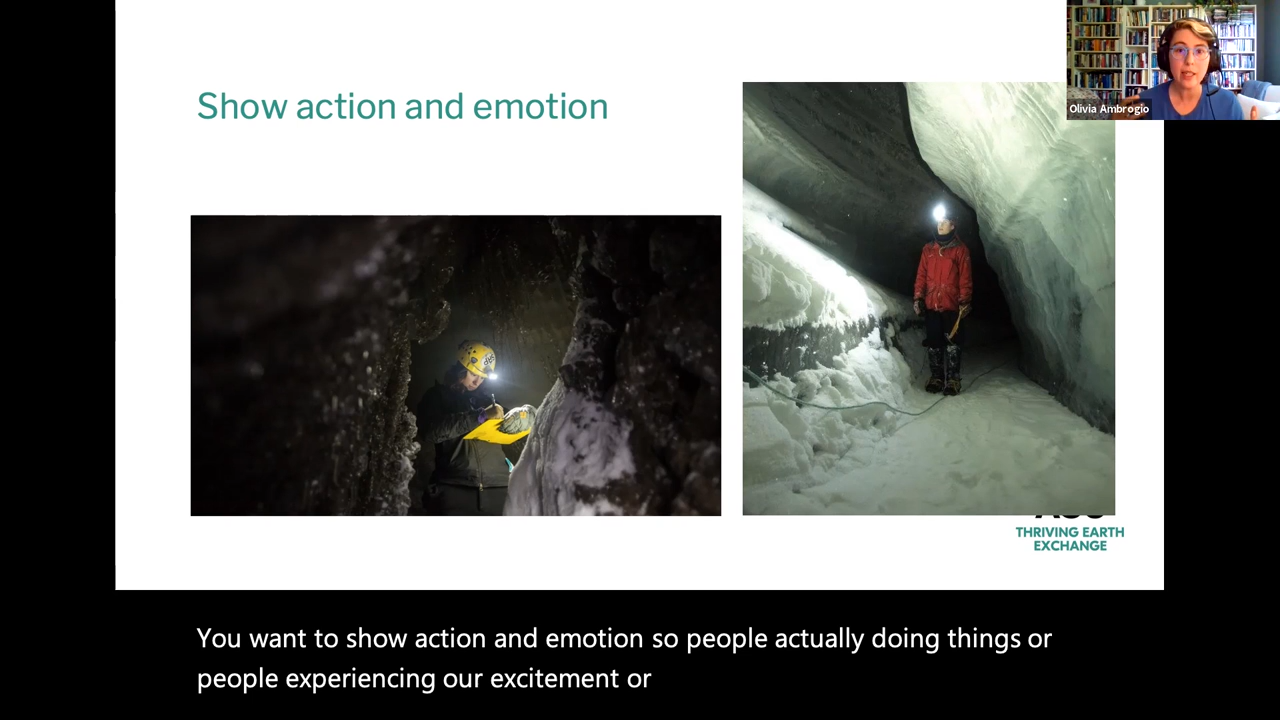 Show action and emotion
Olivia Ambrogio
THRIVING EARTH
EXCHANGE
You want to show action and emotion so people actually doing things or
people experiencing our excitement or